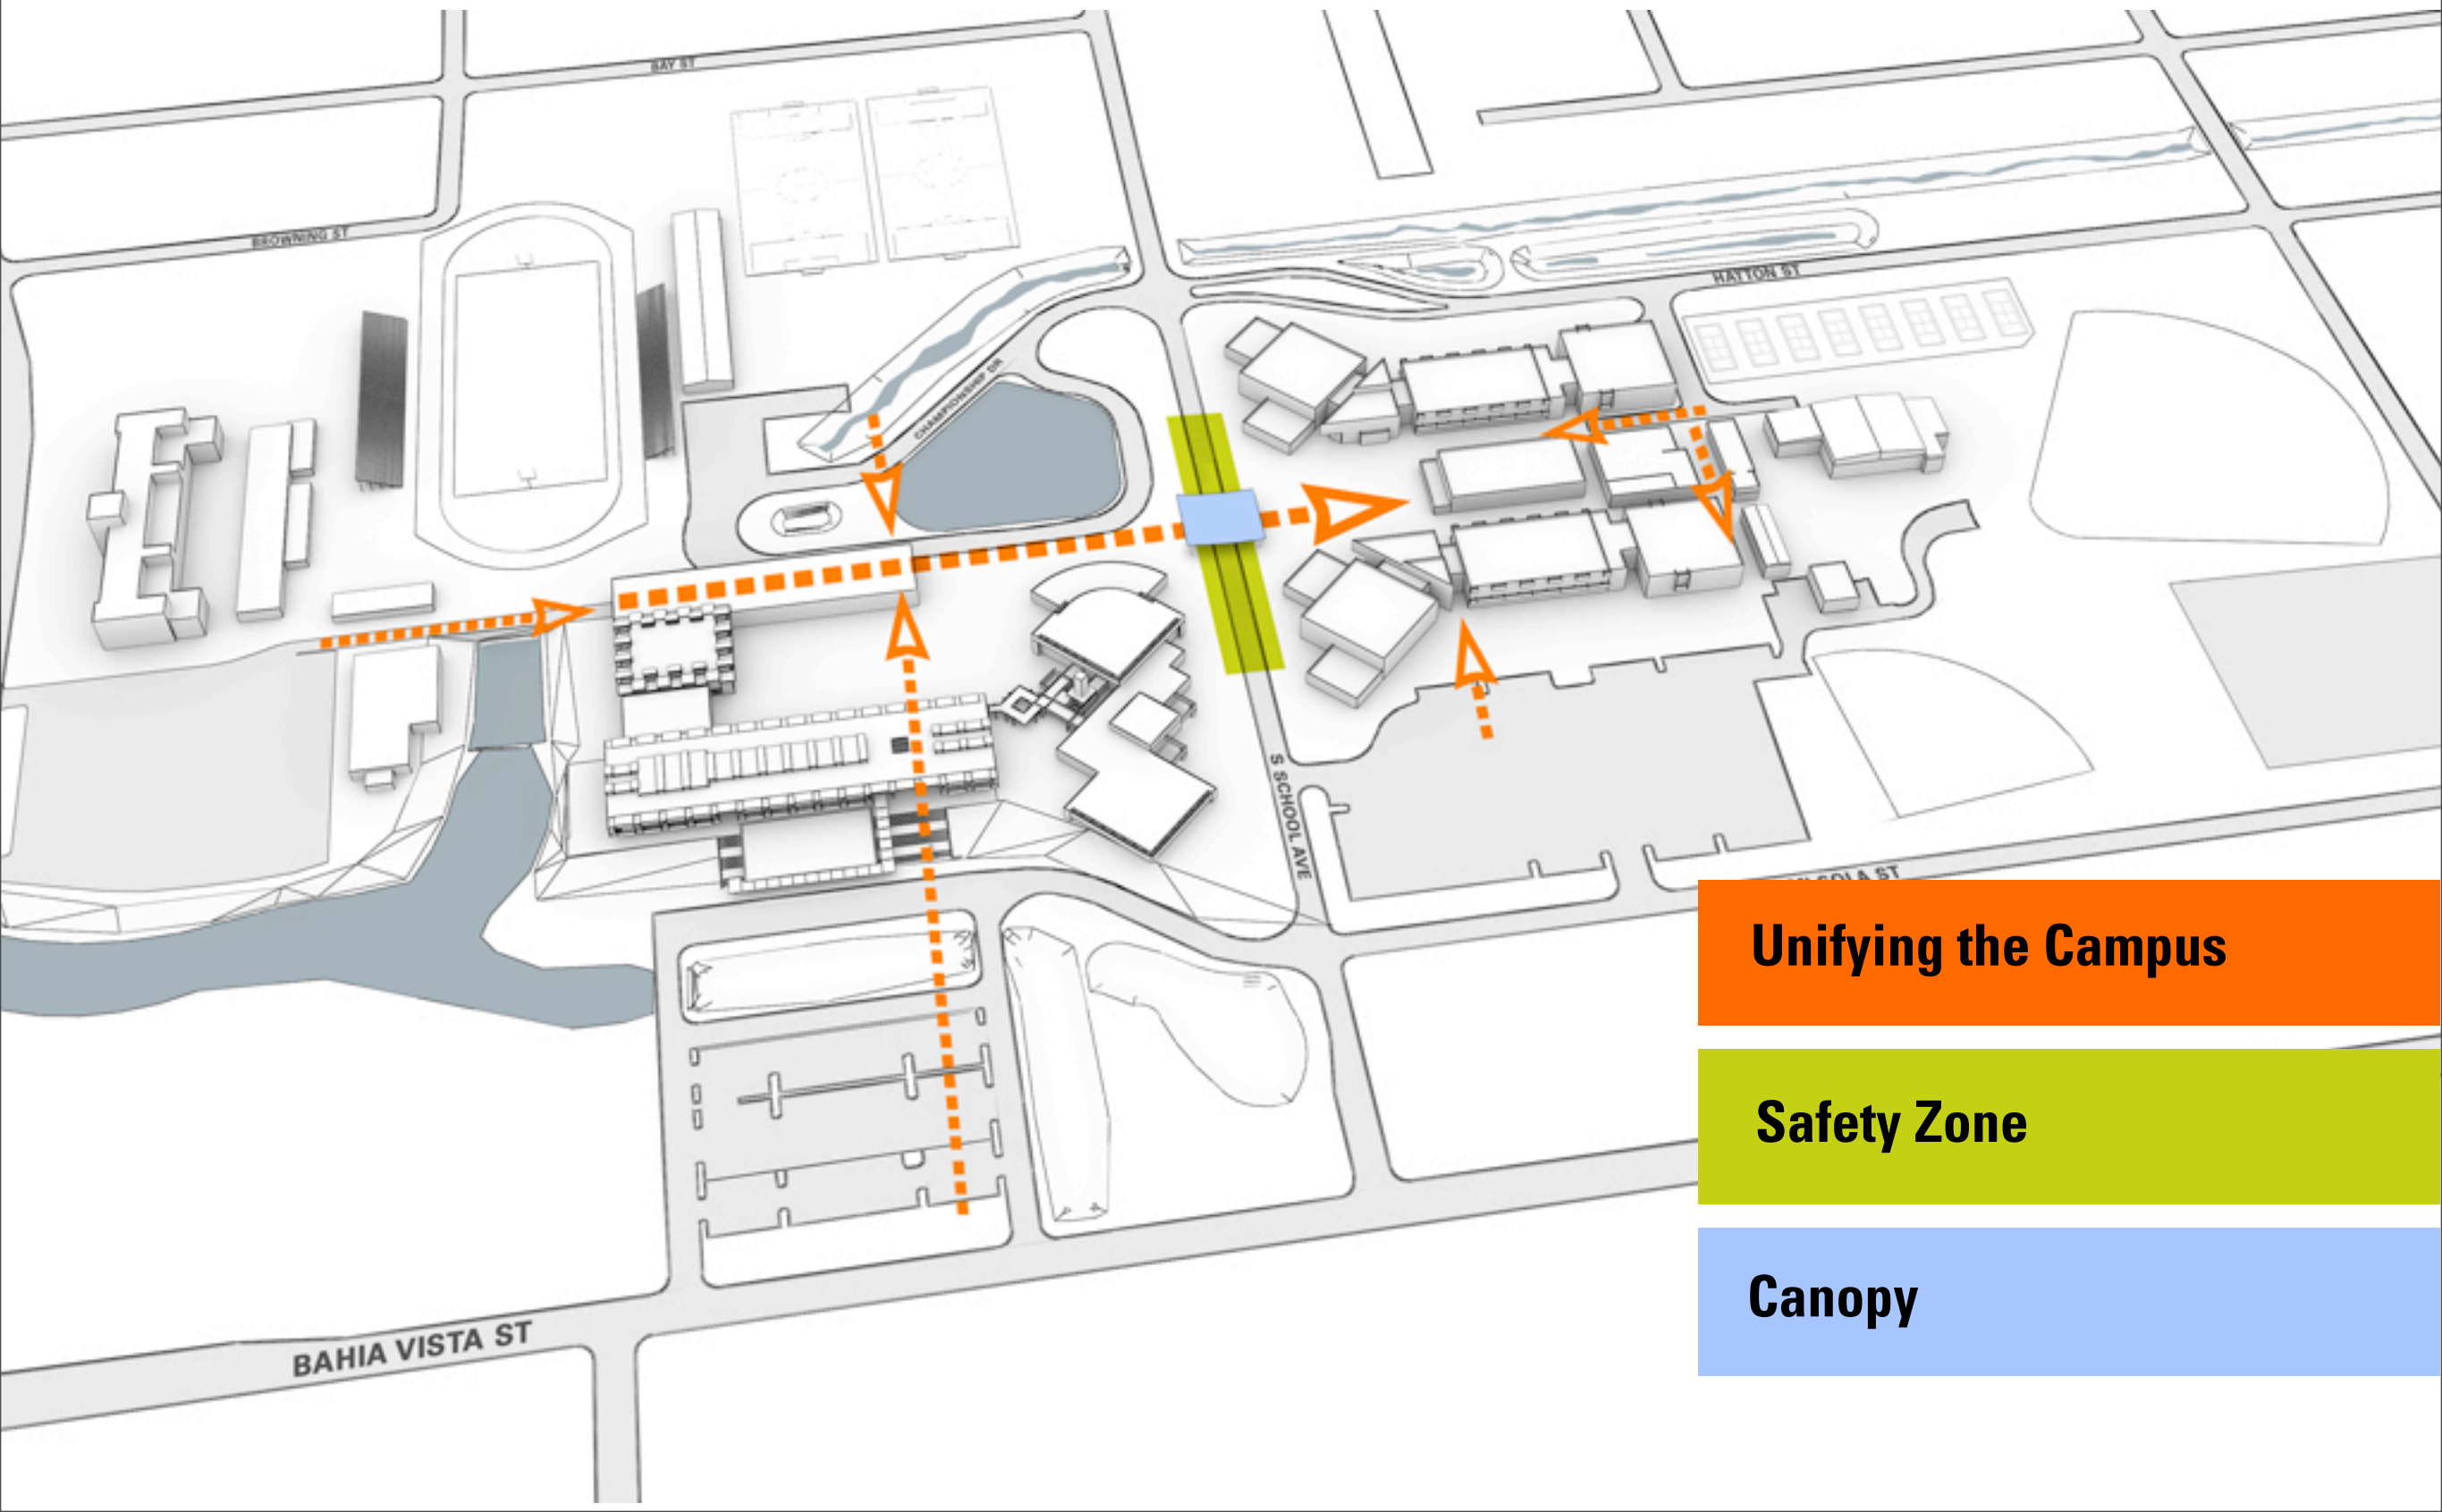 BAY ST
BROWNING ST
HATTON ST
CHAMPIONSHIP DR
S SCHOOL AVE
ST
Unifying the Campus
Safety Zone
Canopy
BAHIA VISTA ST